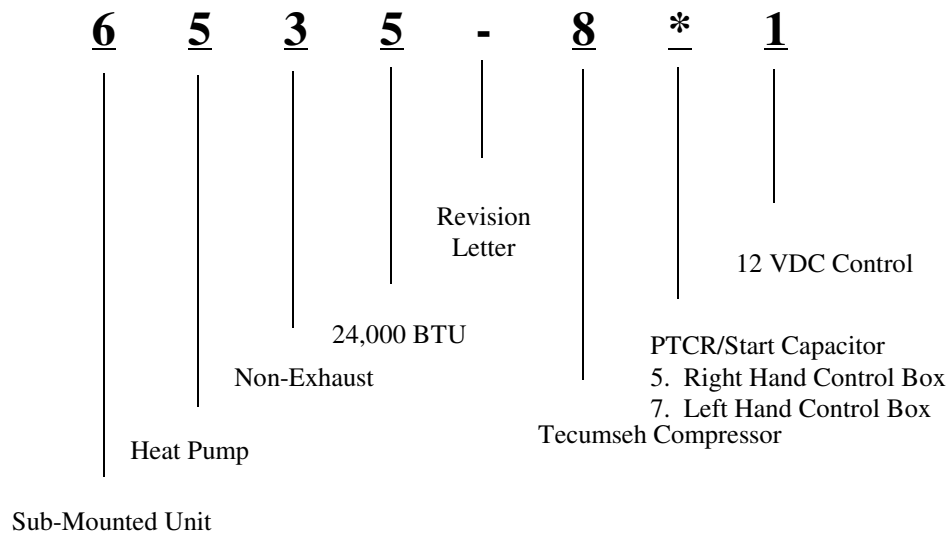 6 5 3 5 - 8 * 1
Revision
Letter
12 VDC Control
24,000 BTU
PTCR/Start Capacitor
Non-Exhaust
5. Right Hand Control Box
7. Left Hand Control Box
Tecumseh Compressor
Heat Pump
Sub-Mounted Unit